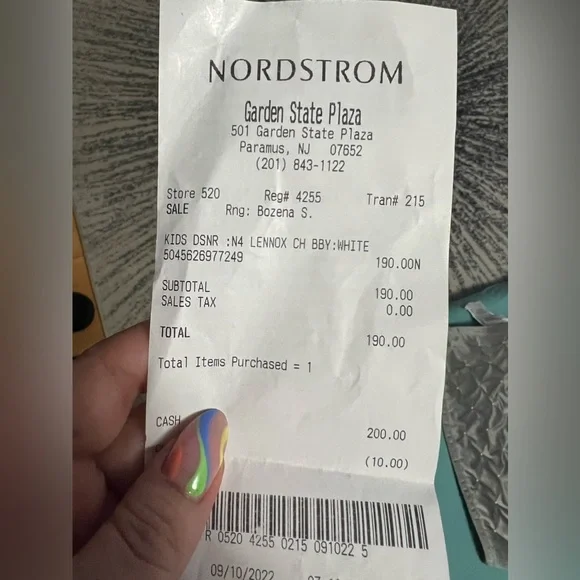 NORDSTROM
Garden State Plaza
501 Garden State Plaza
Paramus, NJ 07652
(201) 843-1122
Store 520 Reg# 4255 Tran# 215
SALE Rng: Bozena S.
KIDS DSNR :N4 LENNOX CH BBY:WHITE
5045626977249 190.00N
SUBTOTAL 190.00
SALES TAX 0.00
TOTAL 190.00
Total Items Purchased = 1
CASH 200.00
(10.00)
R 0520 4255 0215 091022 5
09/10/2022